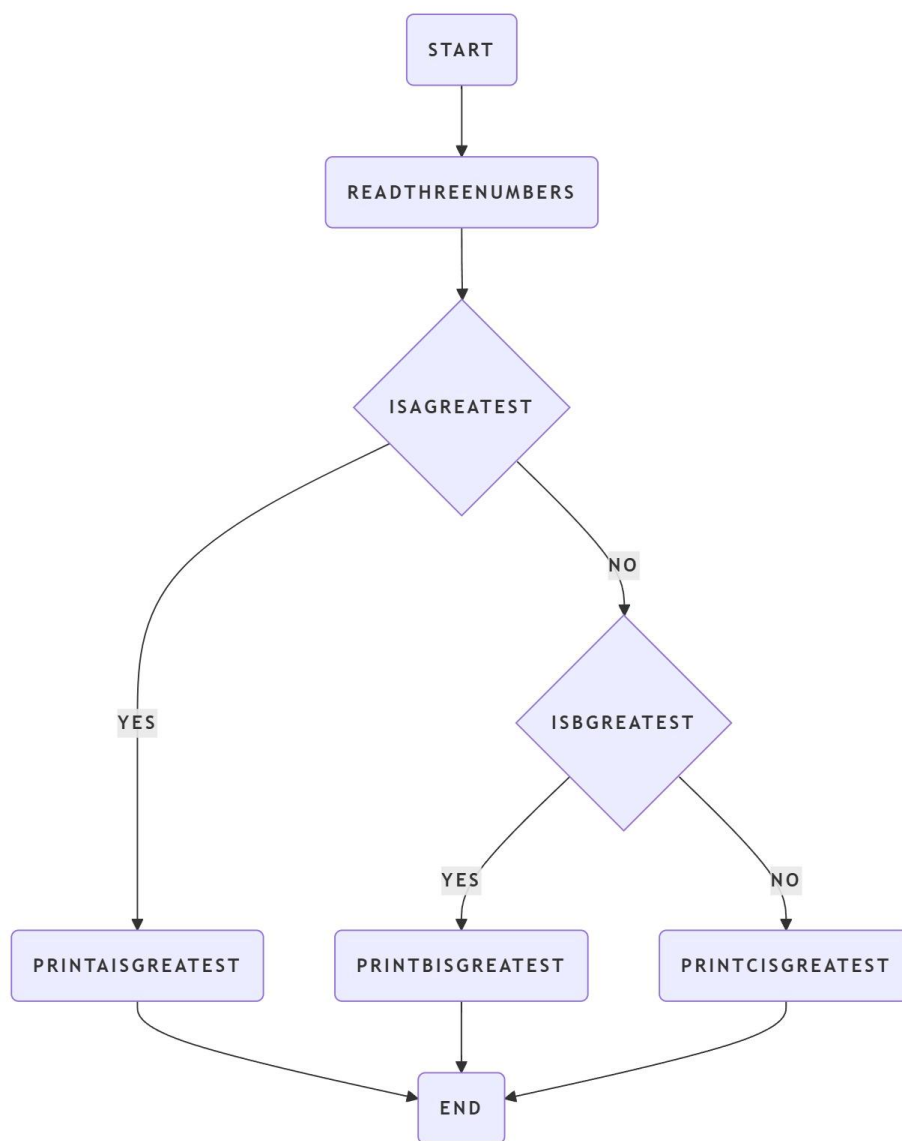 START
READTHREENUMBERS
ISAGREATEST
NO
YES
ISBGREATEST
YES
NO
PRINTAISGREATEST
PRINTBISGREATEST
PRINTCISGREATEST
END